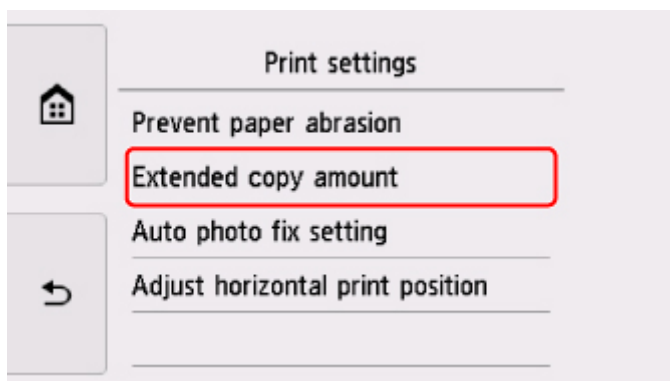 Print settings
Prevent paper abrasion
Extended copy amount
Auto photo fix setting
Adjust horizontal print position